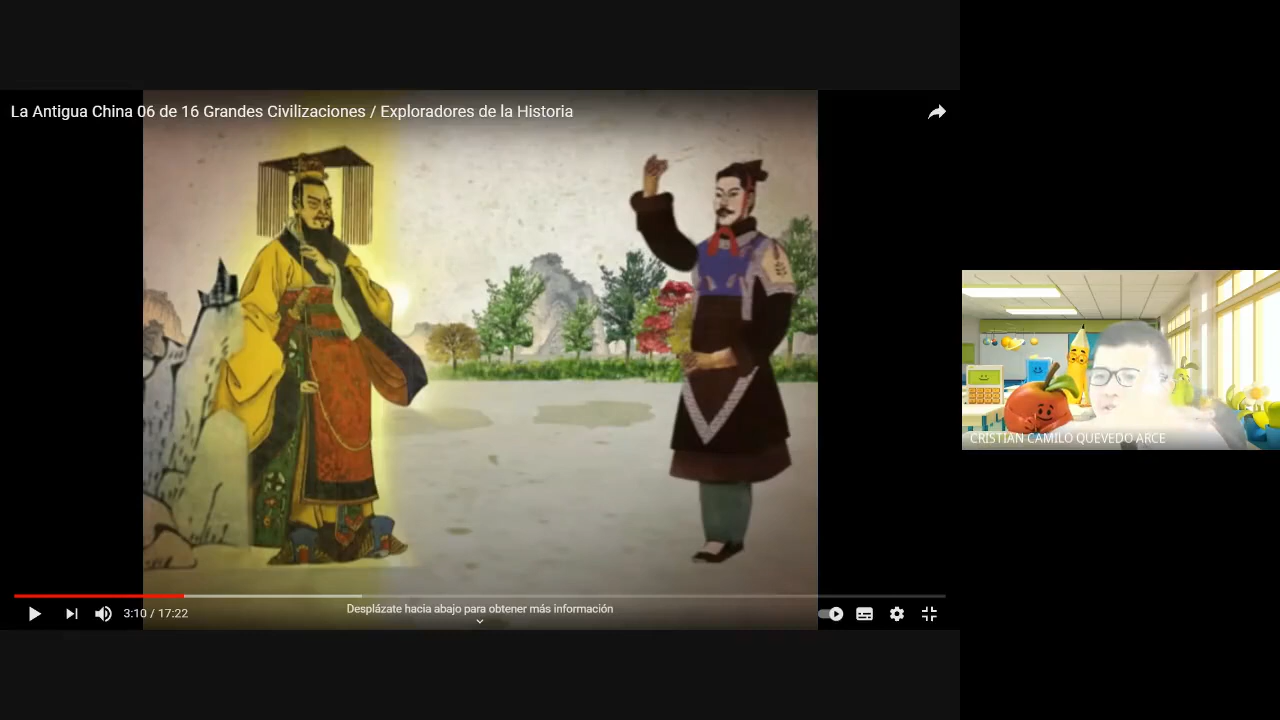 La Antigua China 06 de 16 Grandes Civilizaciones / Exploradores de la Historia
CRISTIAN CAMILO QUEVEDO ARCE
3:10 / 17:22
Desplázate hacia abajo para obtener más información